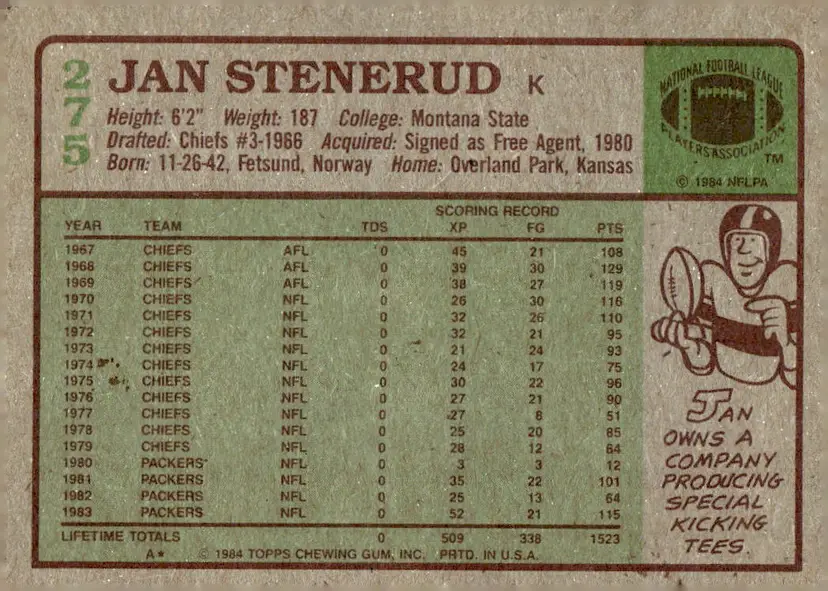 275
JAN STENERUD K
Height: 6'2" Weight: 187 College: Montana State
Drafted: Chiefs #3-1966 Acquired: Signed as Free Agent, 1980
Born: 11-26-42, Fetsund, Norway Home: Overland Park, Kansas
NATIONAL FOOTBALL LEAGUE
PLAYERS ASSOCIATION
TM
© 1984 NFLPA
SCORING RECORD
YEAR TEAM TDS XP FG PTS
1967 CHIEFS AFL 0 45 21 108
1968 CHIEFS AFL 0 39 30 129
1969 CHIEFS AFL 0 38 27 119
1970 CHIEFS NFL 0 26 30 116
1971 CHIEFS NFL 0 32 26 110
1972 CHIEFS NFL 0 32 21 95
1973 CHIEFS NFL 0 21 24 93
1974 CHIEFS NFL 0 24 17 75
1975 CHIEFS NFL 0 30 22 96
1976 CHIEFS NFL 0 27 21 90
1977 CHIEFS NFL 0 27 8 51
1978 CHIEFS NFL 0 25 20 85
1979 CHIEFS NFL 0 28 12 64
1980 PACKERS NFL 0 3 3 12
1981 PACKERS NFL 0 35 22 101
1982 PACKERS NFL 0 25 13 64
1983 PACKERS NFL 0 52 21 115
LIFETIME TOTALS 0 509 338 1523
A* © 1984 TOPPS CHEWING GUM, INC. PRTD. IN U.S.A.
JAN
OWNS A
COMPANY
PRODUCING
SPECIAL
KICKING
TEES.